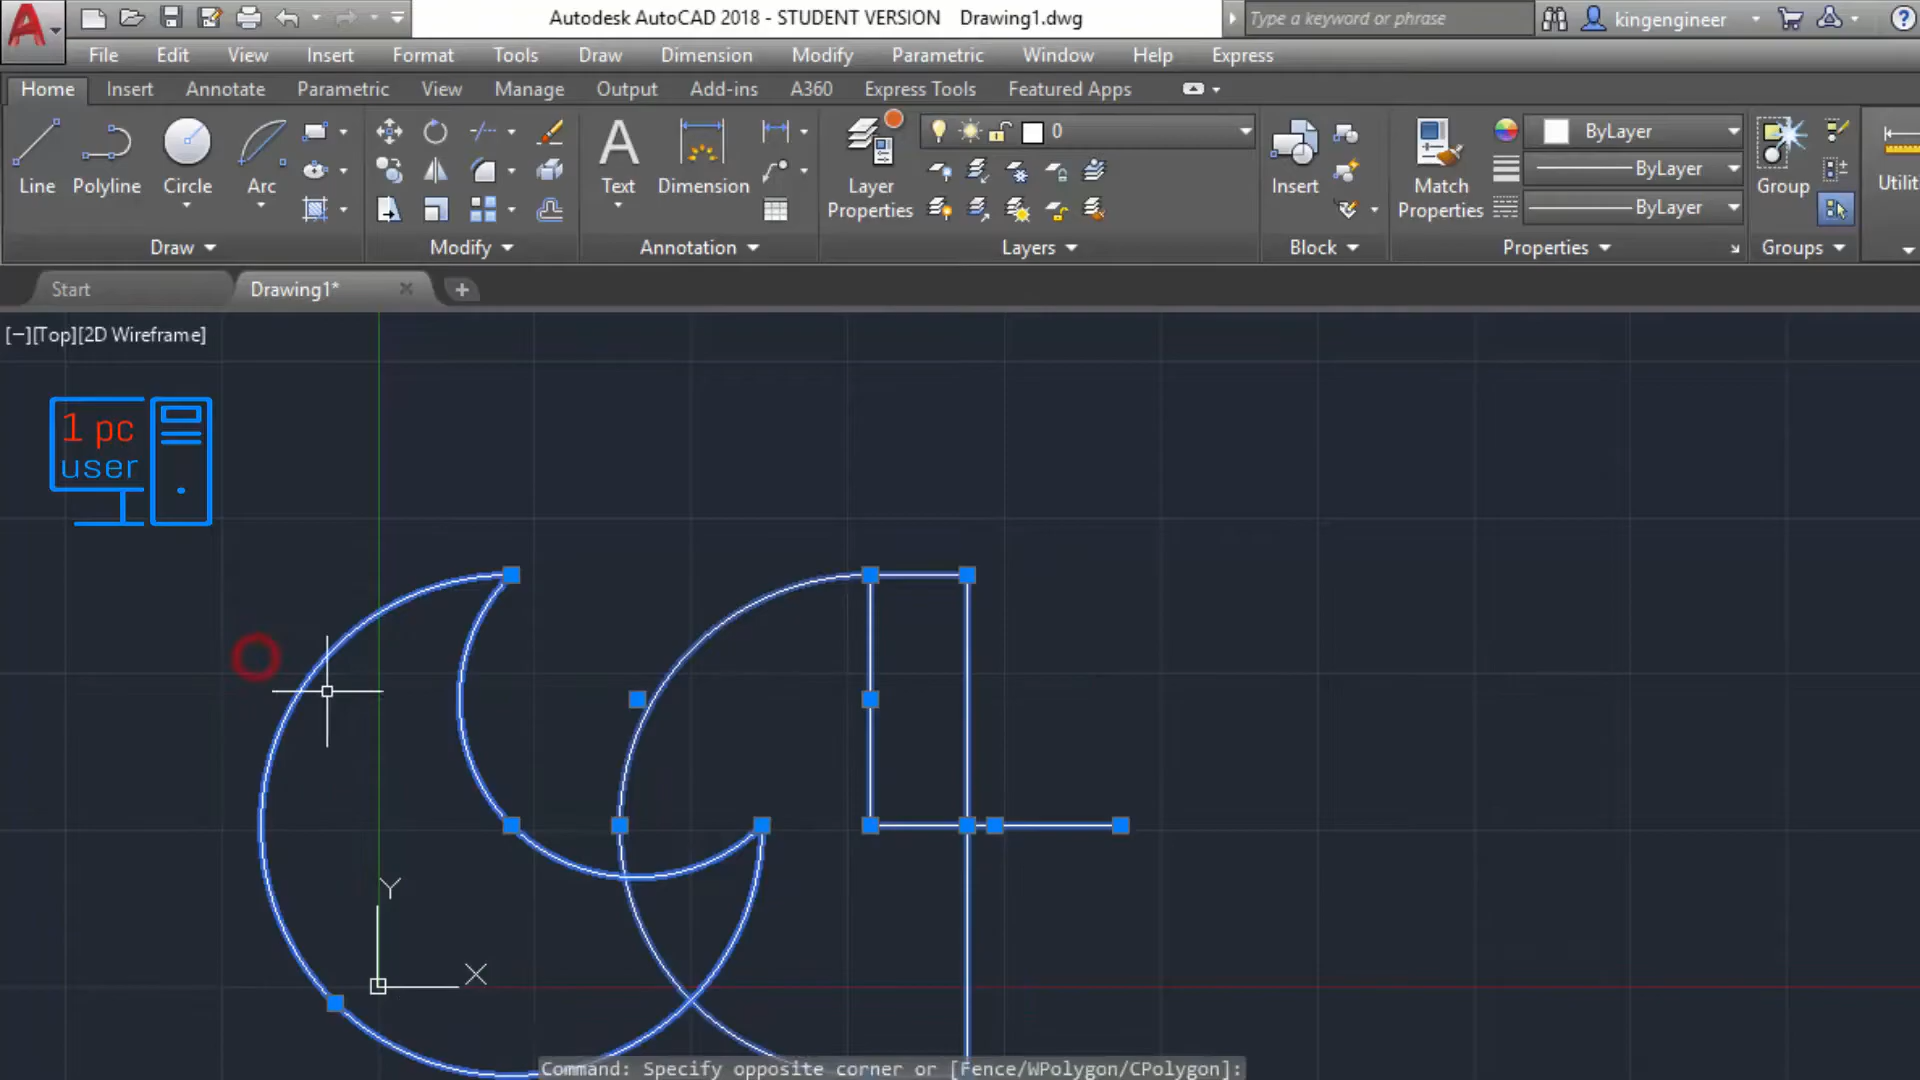 Autodesk AutoCAD 2018 - STUDENT VERSION Drawing1.dwg
Type a keyword or phrase
kingengineer
File Edit View Insert Format Tools Draw Dimension Modify Parametric Window Help Express
Home Insert Annotate Parametric View Manage Output Add-ins A360 Express Tools Featured Apps
0
ByLayer
ByLayer
ByLayer
Line Polyline Circle Arc
Text Dimension
Layer Properties
Insert
Match Properties
Group
Utiliti
Draw Modify Annotation Layers Block Properties Groups
Start Drawing1*
[−][Top][2D Wireframe]
1 pc
user
Y
X
Command: Specify opposite corner or [Fence/WPolygon/CPolygon]: